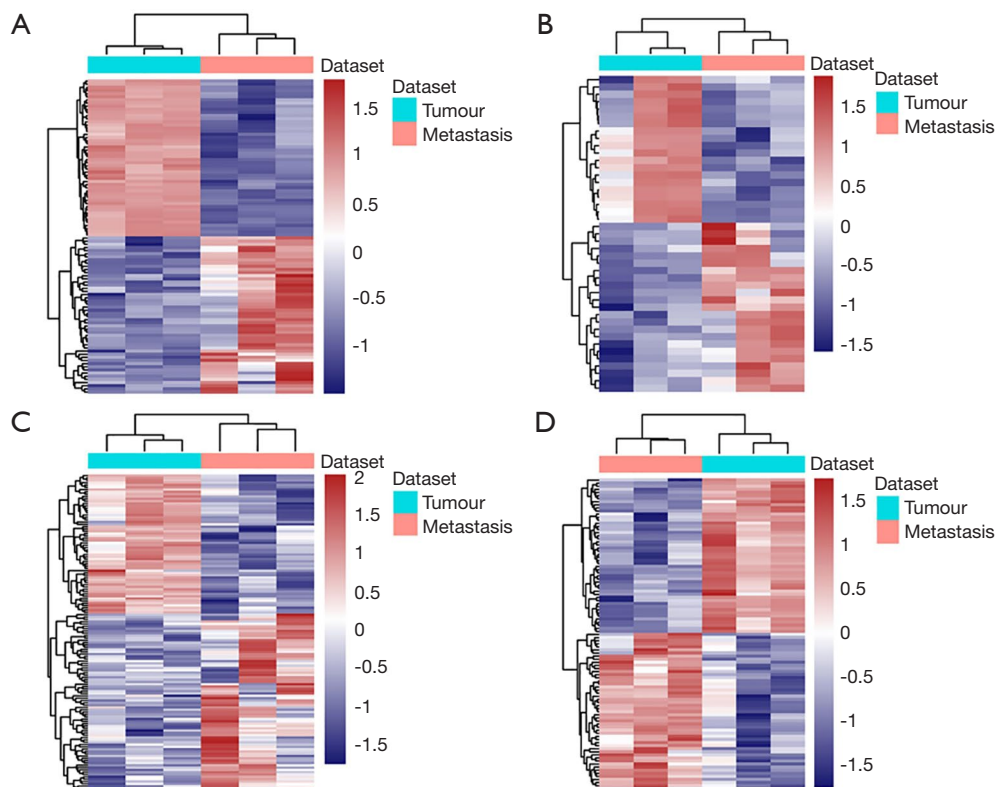 A
Dataset
1.5
1
0.5
0
-0.5
-1
Dataset
Tumour
Metastasis
B
Dataset
1.5
1
0.5
0
-0.5
-1
-1.5
Dataset
Tumour
Metastasis
C
Dataset
2
1.5
1
0.5
0
-0.5
-1
-1.5
Dataset
Tumour
Metastasis
D
Dataset
1.5
1
0.5
0
-0.5
-1
-1.5
Dataset
Tumour
Metastasis